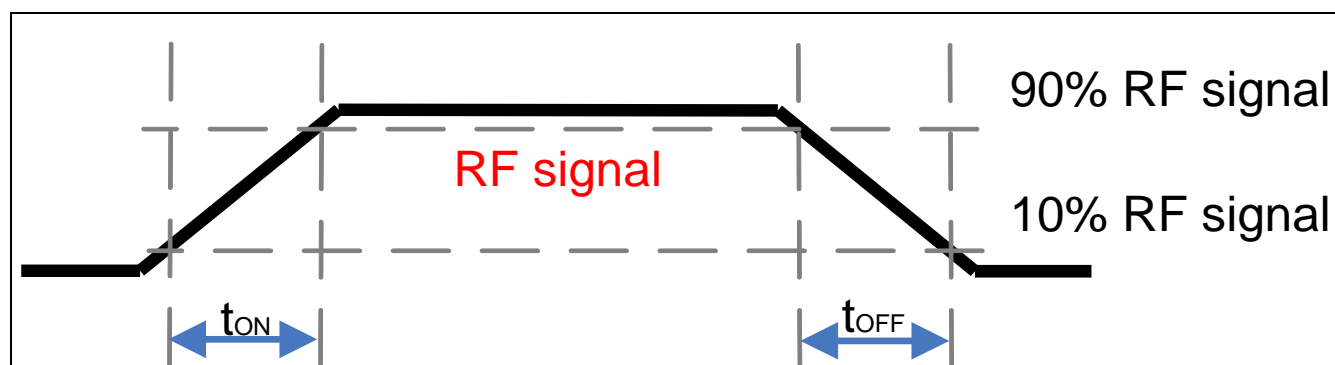 90% RF signal
RF signal
10% RF signal
tON
tOFF